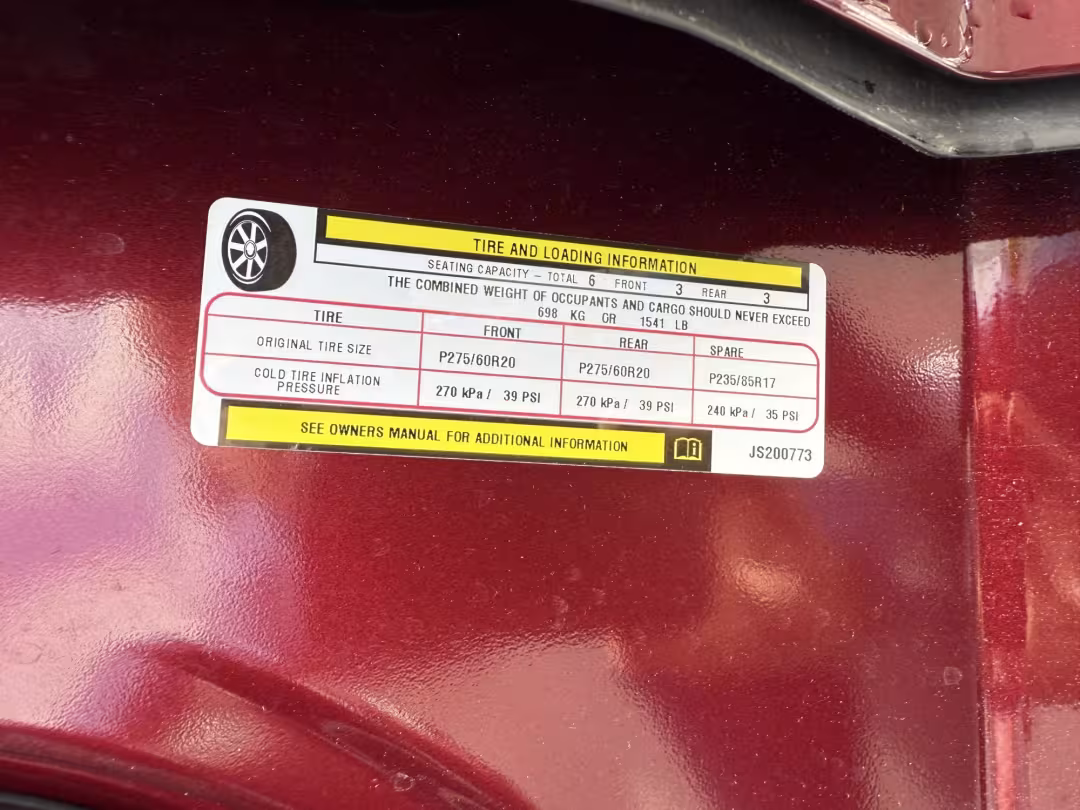 TIRE AND LOADING INFORMATION
SEATING CAPACITY – TOTAL 6 FRONT 3 REAR 3
THE COMBINED WEIGHT OF OCCUPANTS AND CARGO SHOULD NEVER EXCEED
698 KG OR 1541 LB
TIRE FRONT REAR SPARE
ORIGINAL TIRE SIZE P275/60R20 P275/60R20 P235/85R17
COLD TIRE INFLATION
PRESSURE 270 kPa / 39 PSI 270 kPa / 39 PSI 240 kPa / 35 PSI
SEE OWNERS MANUAL FOR ADDITIONAL INFORMATION
JS200773